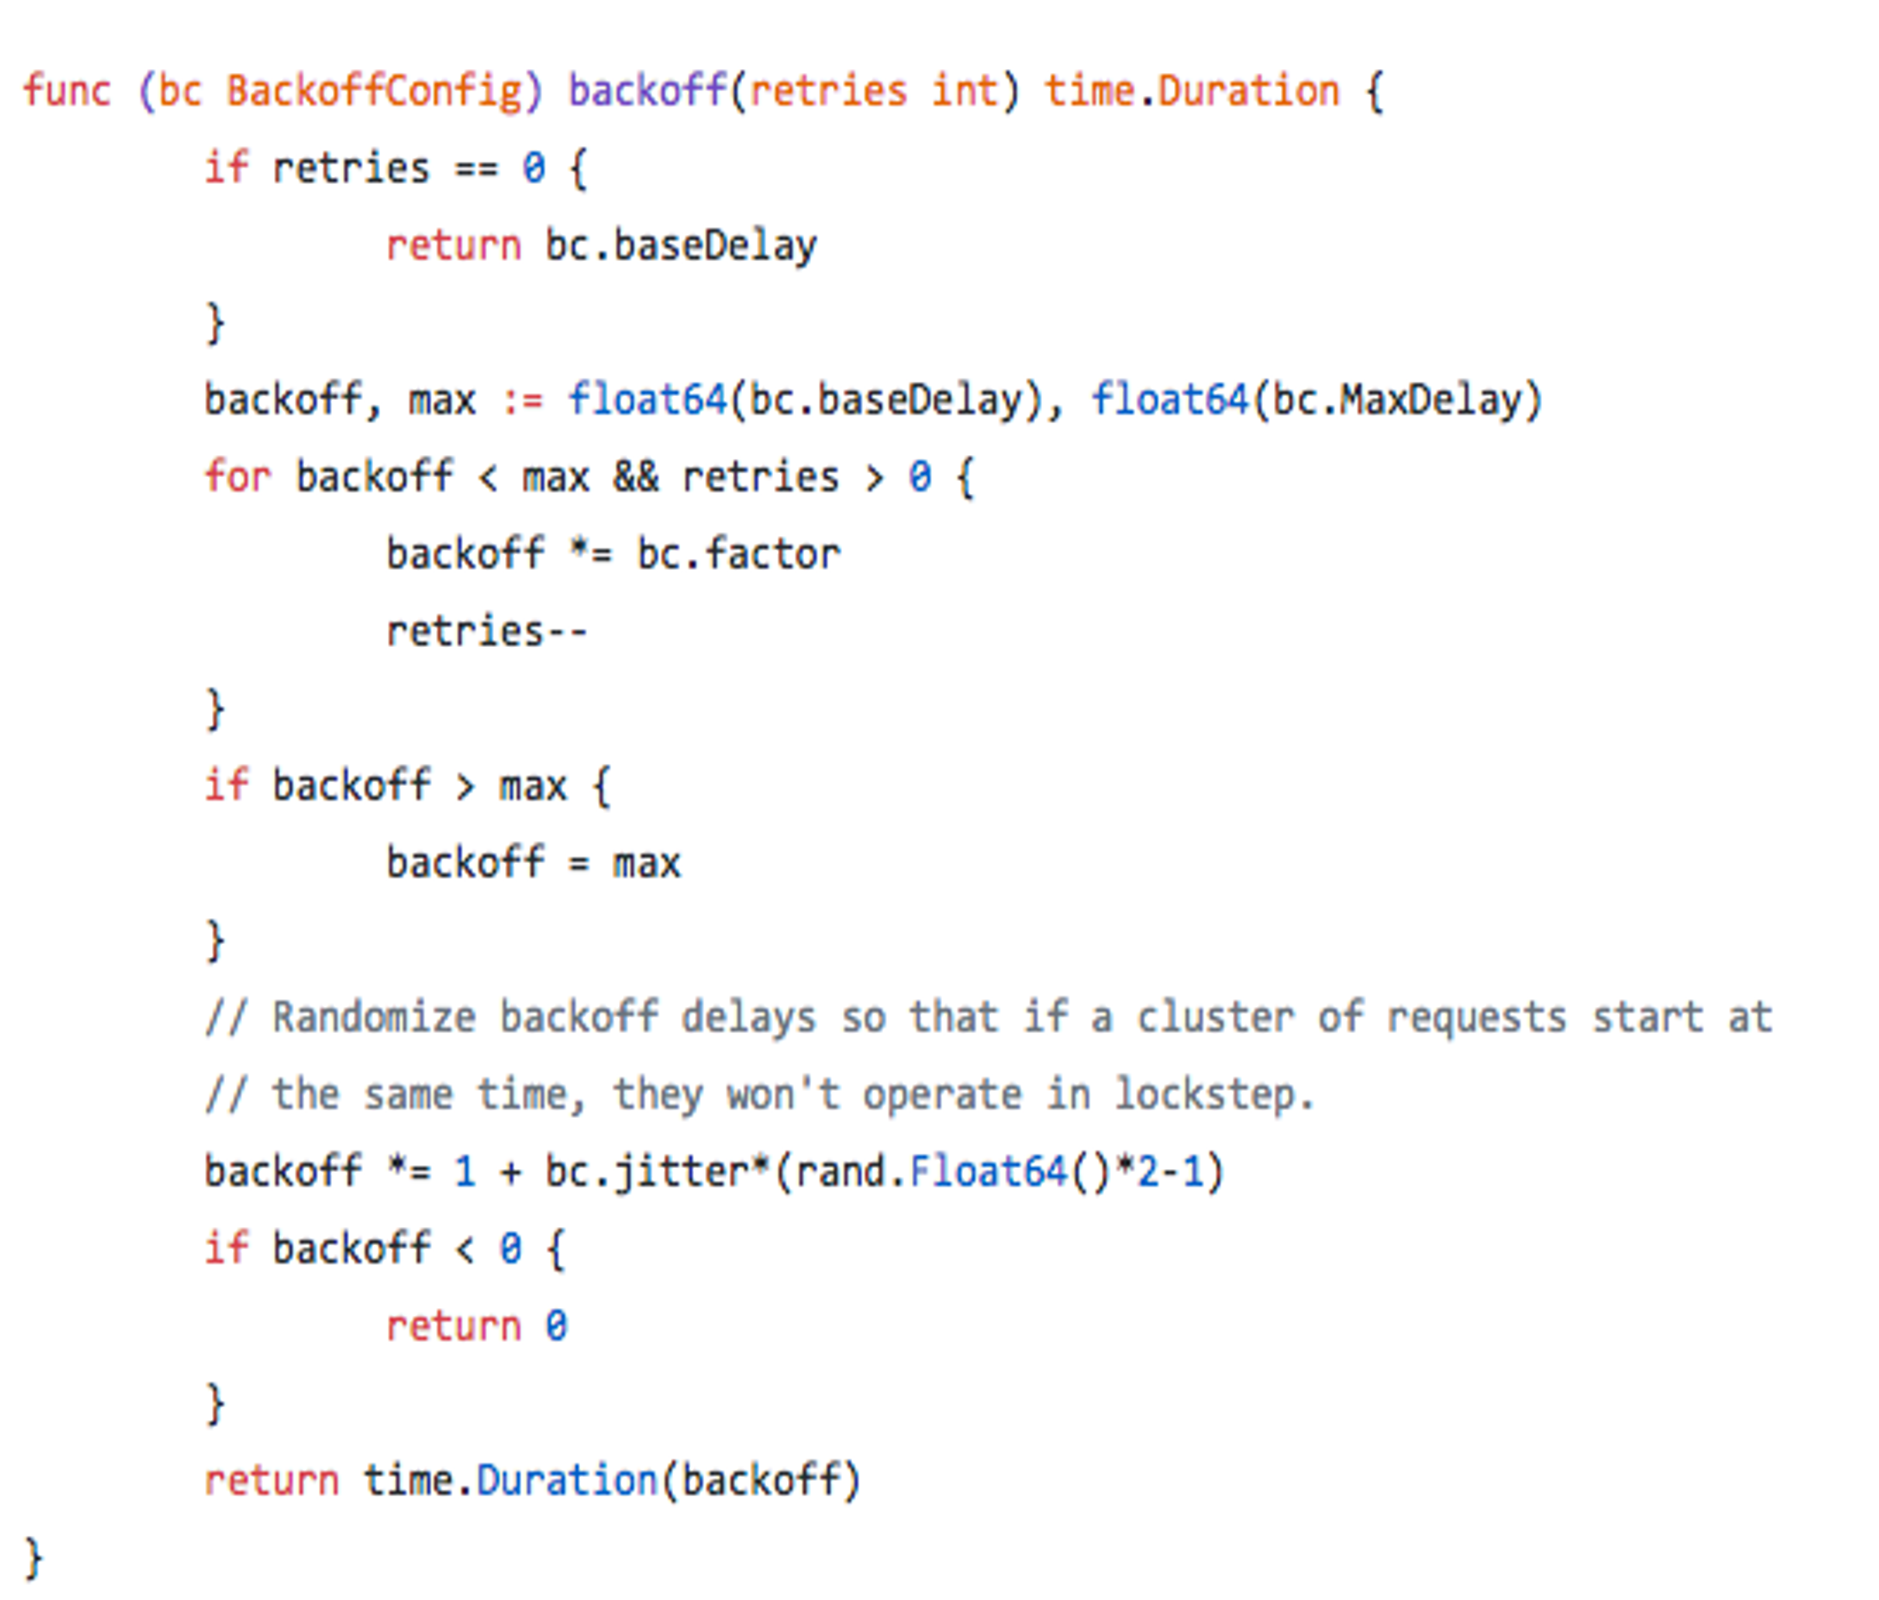 func (bc BackoffConfig) backoff(retries int) time.Duration {
if retries == 0 {
return bc.baseDelay
}
backoff, max := float64(bc.baseDelay), float64(bc.MaxDelay)
for backoff < max && retries > 0 {
backoff *= bc.factor
retries--
}
if backoff > max {
backoff = max
}
// Randomize backoff delays so that if a cluster of requests start at
// the same time, they won't operate in lockstep.
backoff *= 1 + bc.jitter*(rand.Float64()*2-1)
if backoff < 0 {
return 0
}
return time.Duration(backoff)
}